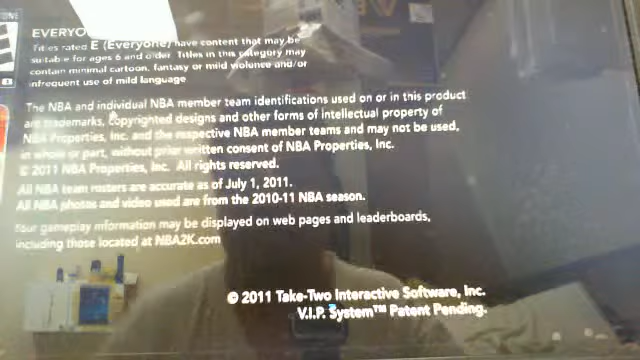 EVERYO
Titles rated E (Everyone) have content that may be
suitable for ages 6 and older. Titles in this category may
contain minimal cartoon, fantasy or mild violence and/or
infrequent use of mild language
The NBA and individual NBA member team identifications used on or in this product
are trademarks, copyrighted designs and other forms of intellectual property of
NBA Properties, Inc. and the respective NBA member teams and may not be used,
in whole or part, without prior written consent of NBA Properties, Inc.
© 2011 NBA Properties, Inc. All rights reserved.
All NBA team rosters are accurate as of July 1, 2011.
All NBA photos and video used are from the 2010-11 NBA season.
Your gameplay information may be displayed on web pages and leaderboards,
including those located at NBA2K.com
© 2011 Take-Two Interactive Software, Inc.
V.I.P. System™ Patent Pending.